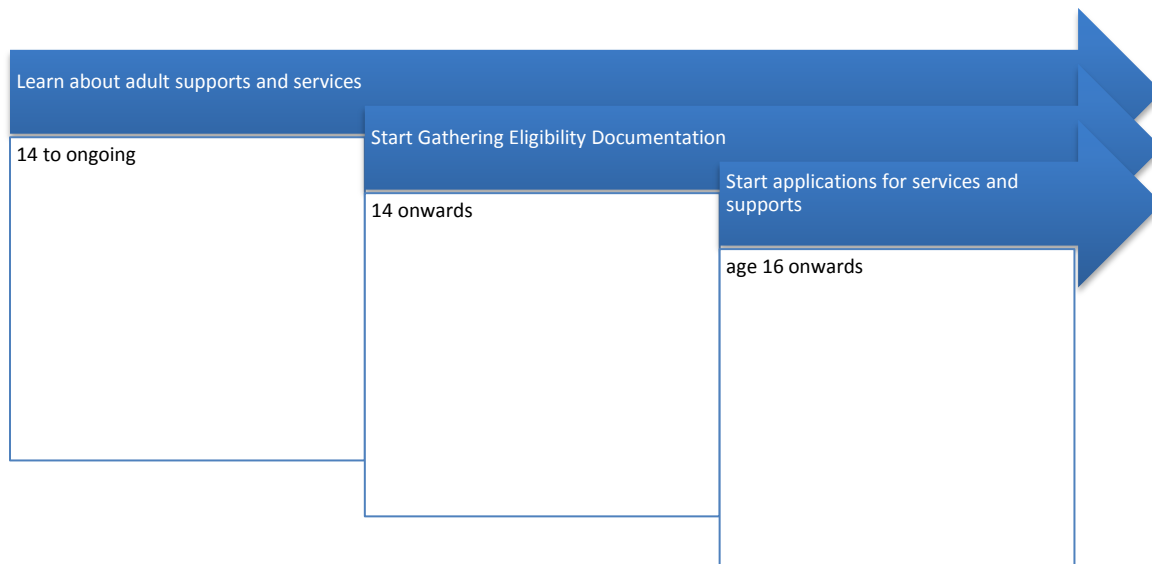 Learn about adult supports and services
14 to ongoing
Start Gathering Eligibility Documentation
14 onwards
Start applications for services and
supports
age 16 onwards